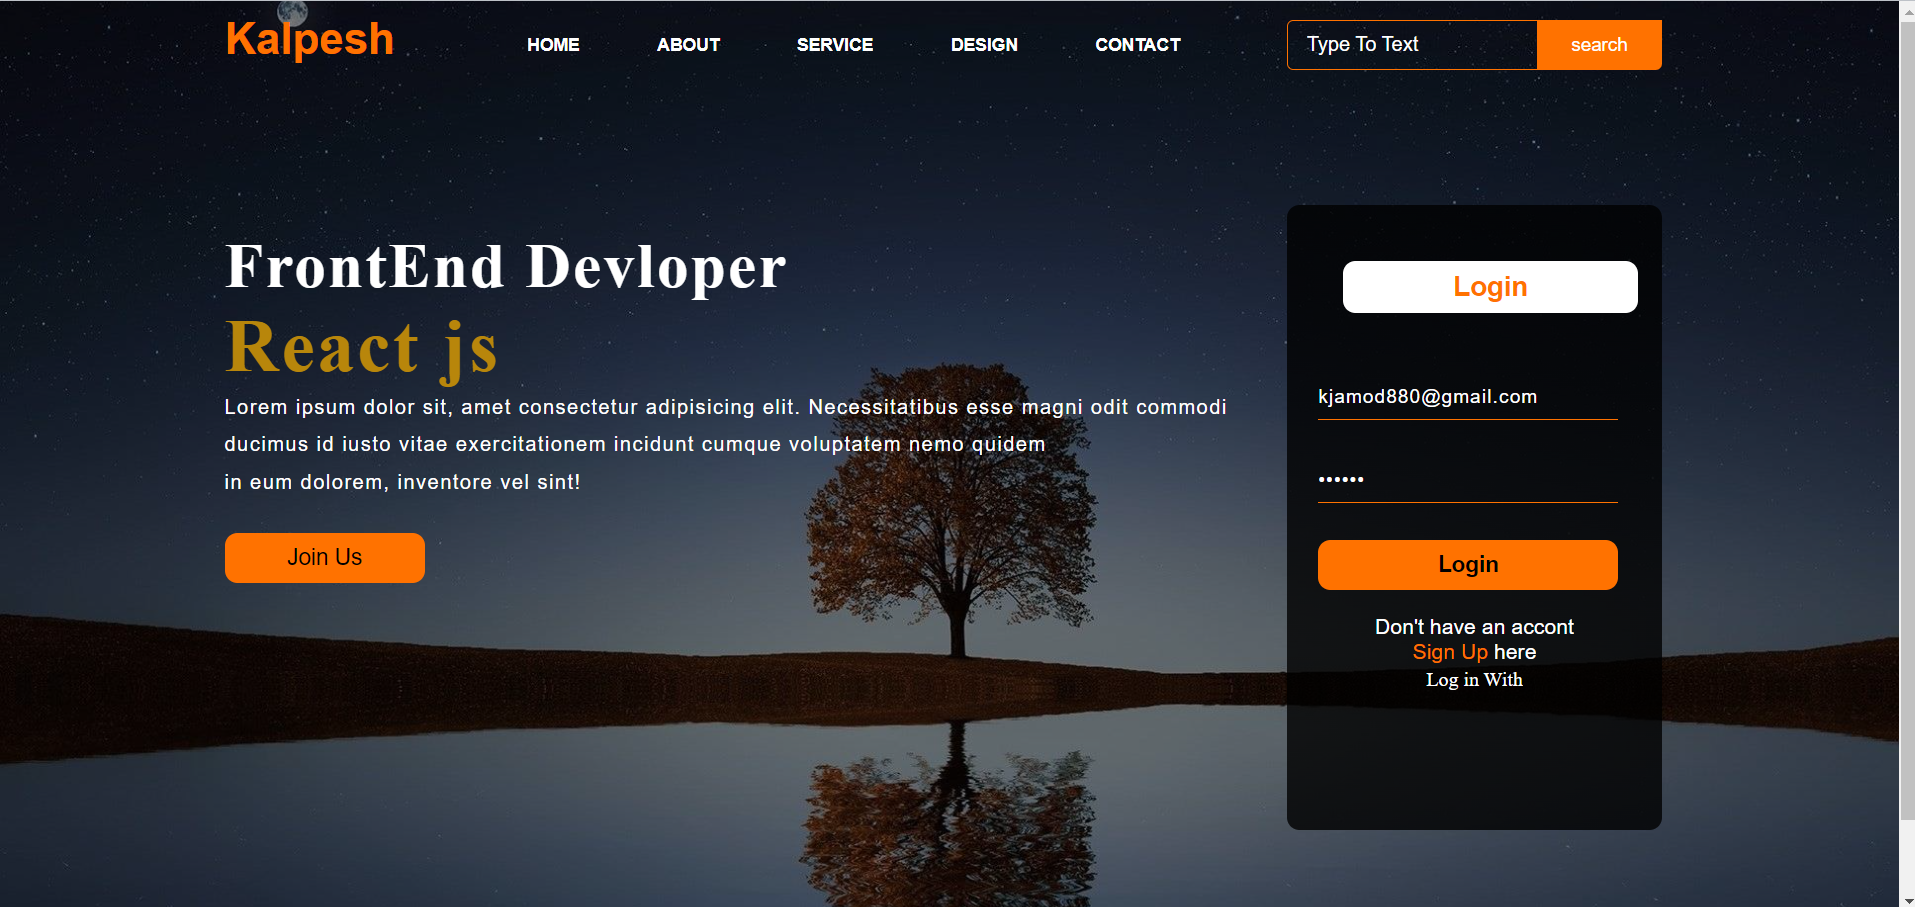 Kalpesh
HOME ABOUT SERVICE DESIGN CONTACT
Type To Text search
FrontEnd Devloper
React js
Lorem ipsum dolor sit, amet consectetur adipisicing elit. Necessitatibus esse magni odit commodi
ducimus id iusto vitae exercitationem incidunt cumque voluptatem nemo quidem
in eum dolorem, inventore vel sint!
Join Us
Login
kjamod880@gmail.com
••••••
Login
Don't have an accont
Sign Up here
Log in With